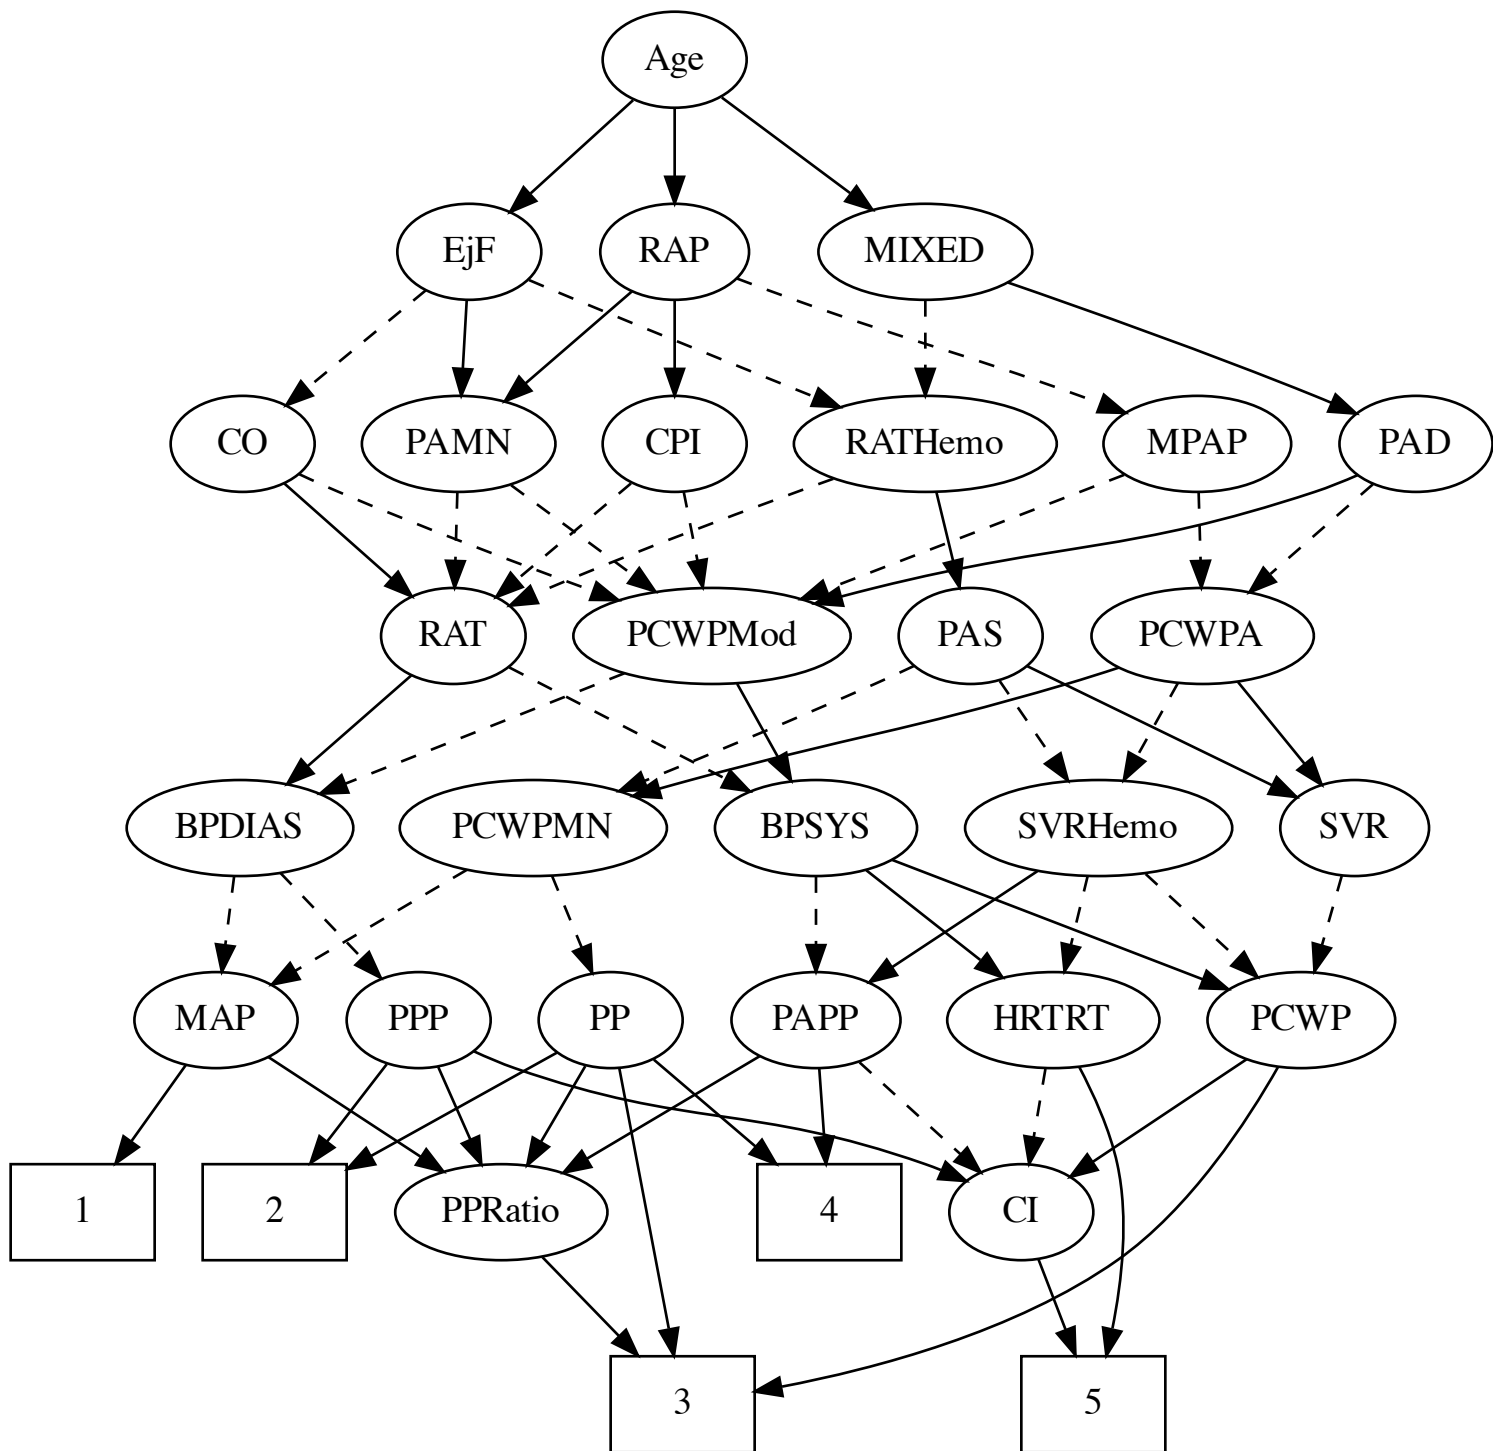 Age
EjF
RAP
MIXED
CO
PAMN
CPI
RATHemo
MPAP
PAD
RAT
PCWPMod
PAS
PCWPA
BPDIAS
PCWPMN
BPSYS
SVRHemo
SVR
MAP
PPP
PP
PAPP
HRTRT
PCWP
1
2
PPRatio
4
CI
3
5